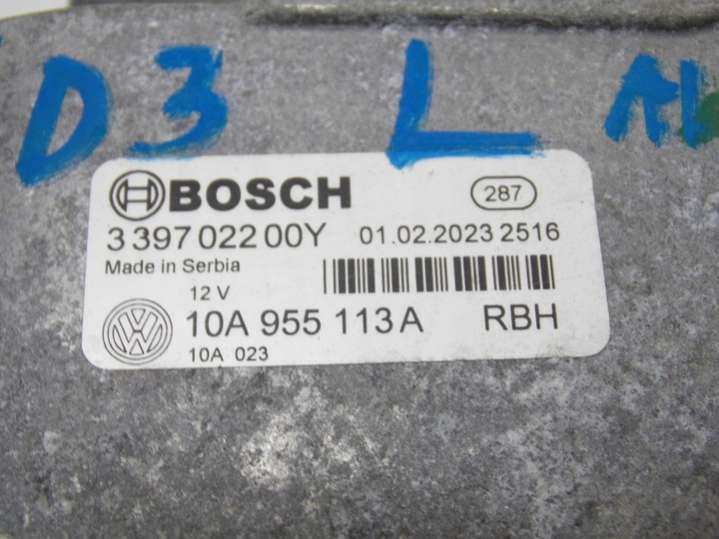 D3 L
BOSCH 287
3 397 022 00Y 01.02.2023 2516
Made in Serbia
12 V
10A 955 113 A RBH
10A 023